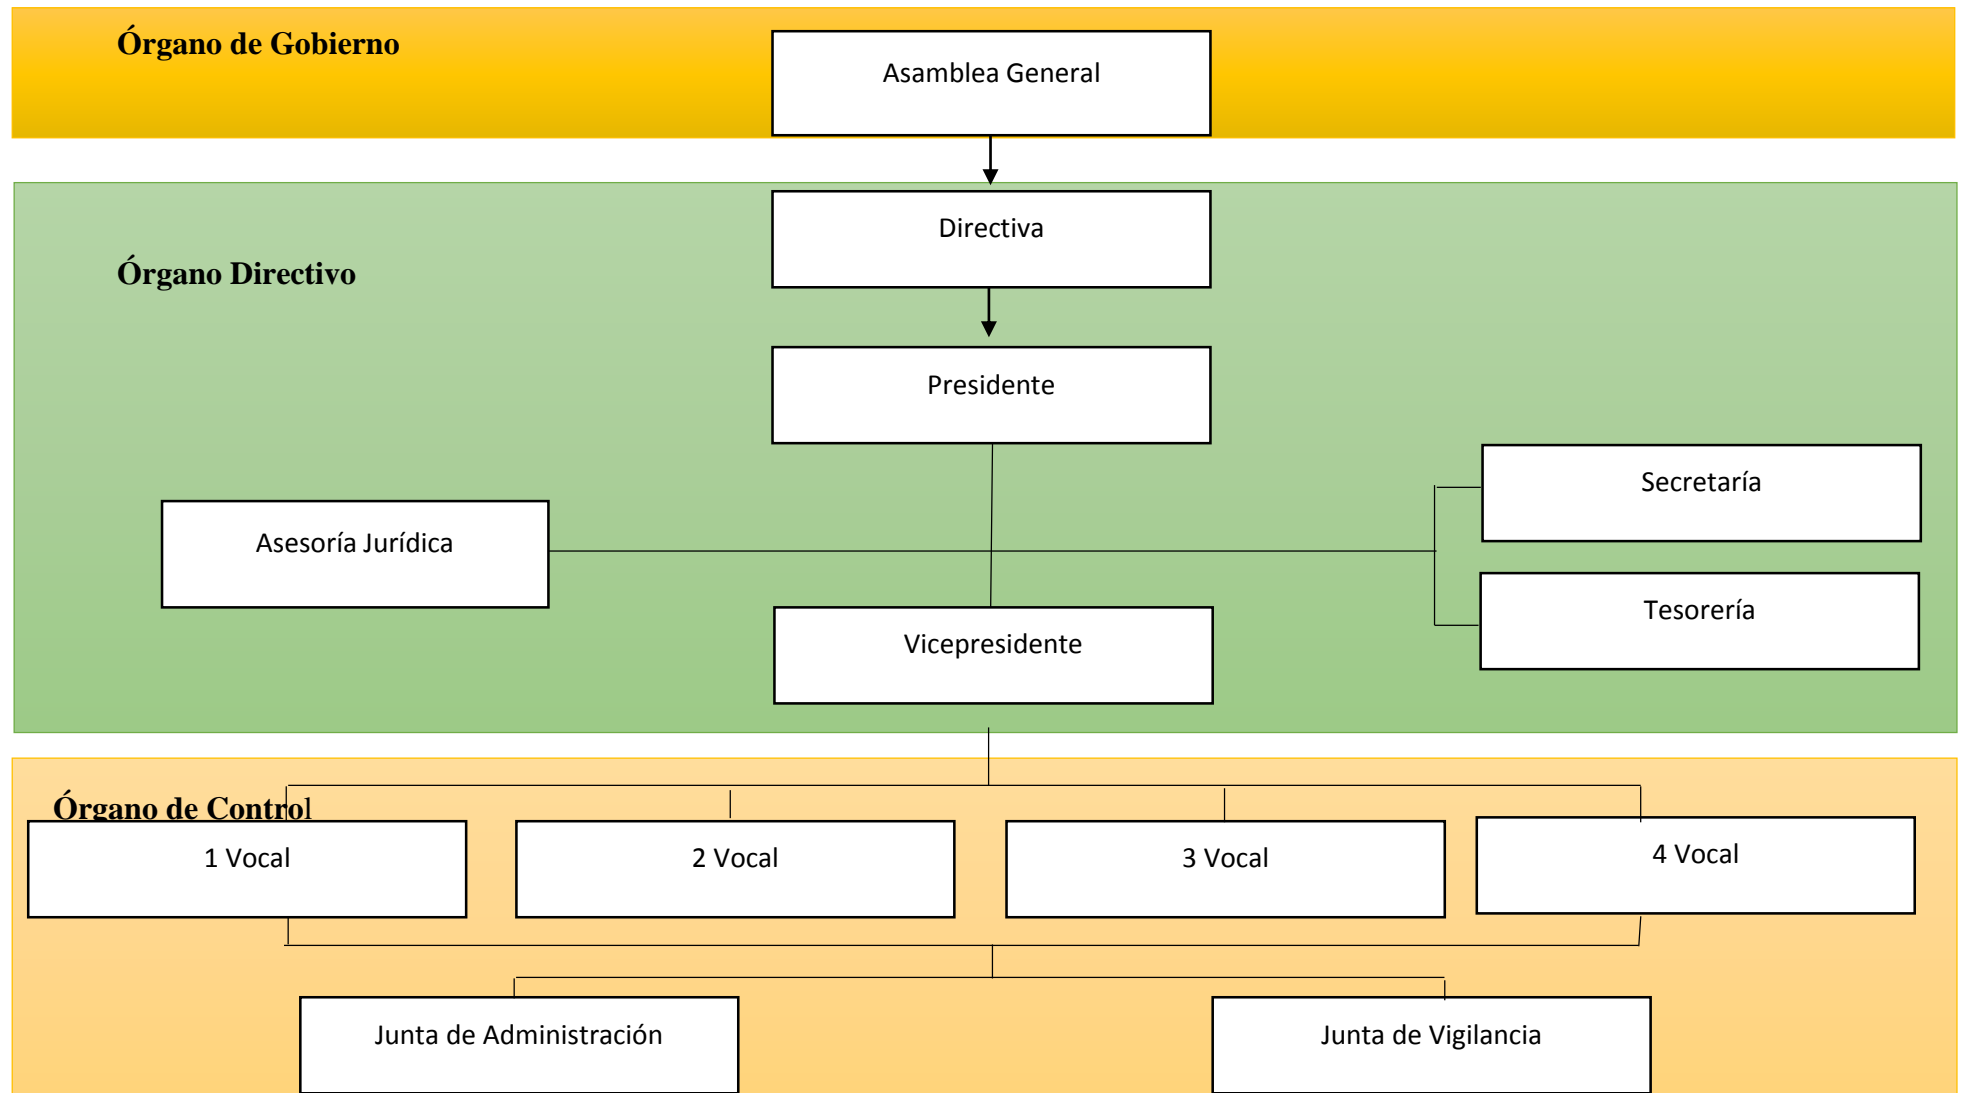 Órgano de Gobierno
Asamblea General
Directiva
Órgano Directivo
Presidente
Secretaría
Asesoría Jurídica
Tesorería
Vicepresidente
Órgano de Control
1 Vocal
2 Vocal
3 Vocal
4 Vocal
Junta de Administración
Junta de Vigilancia